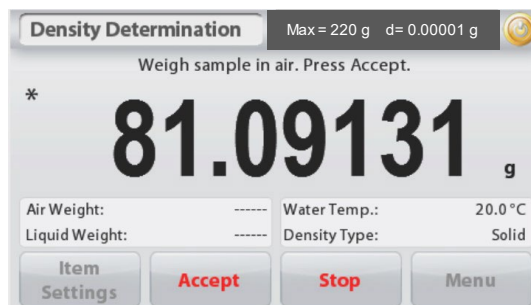 Density Determination Max = 220 g d= 0.00001 g
Weigh sample in air. Press Accept.
* 81.09131 g
Air Weight: ------ Water Temp.: 20.0°C
Liquid Weight: ------ Density Type: Solid
Item Settings Accept Stop Menu